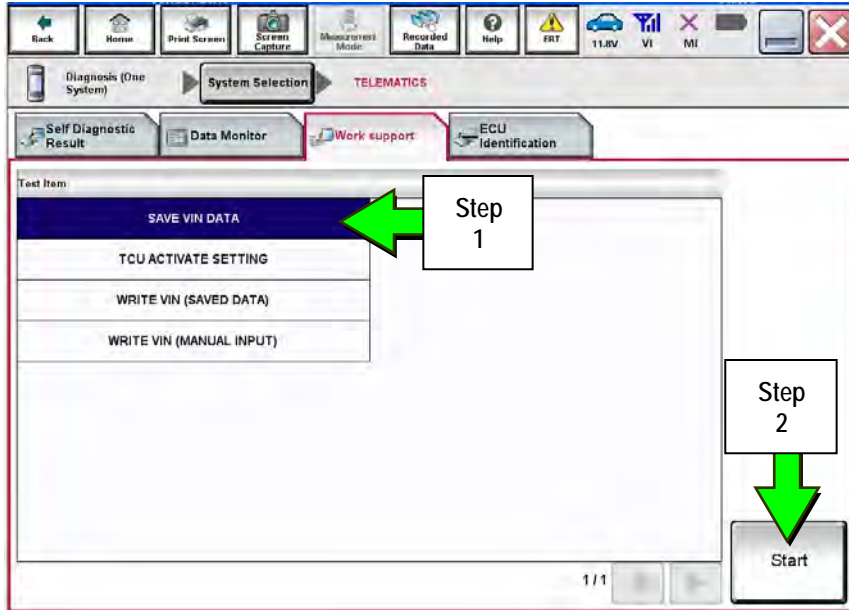 Back
Home
Print Screen
Screen
Capture
Measurement
Mode
Recorded
Data
Help
ERT
11.8V
VI
MI
Diagnosis (One
System)
System Selection
TELEMATICS
Self Diagnostic
Result
Data Monitor
Work support
ECU
Identification
Test Item
SAVE VIN DATA
TCU ACTIVATE SETTING
WRITE VIN (SAVED DATA)
WRITE VIN (MANUAL INPUT)
Step
1
Step
2
Start
1/1